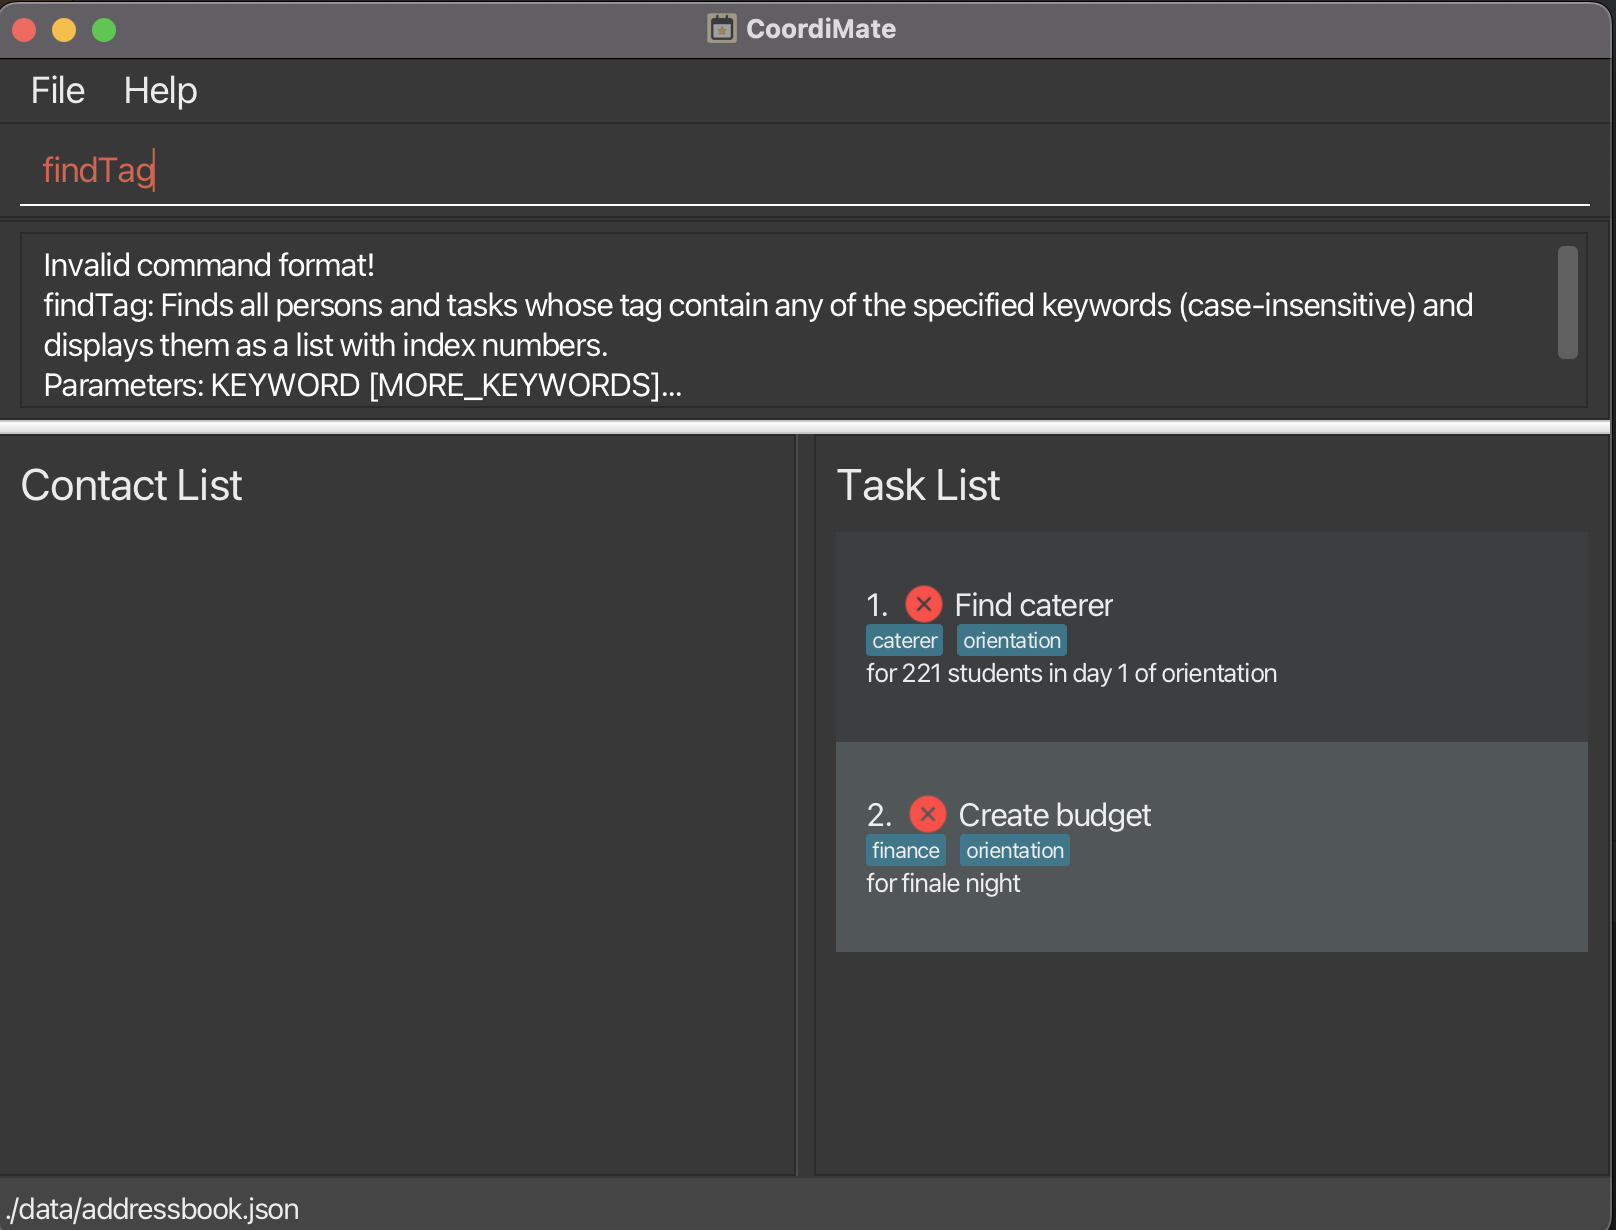 CoordiMate
File Help
findTag
Invalid command format!
findTag: Finds all persons and tasks whose tag contain any of the specified keywords (case-insensitive) and
displays them as a list with index numbers.
Parameters: KEYWORD [MORE_KEYWORDS]...
Contact List
Task List
1. Find caterer
caterer orientation
for 221 students in day 1 of orientation
2. Create budget
finance orientation
for finale night
./data/addressbook.json